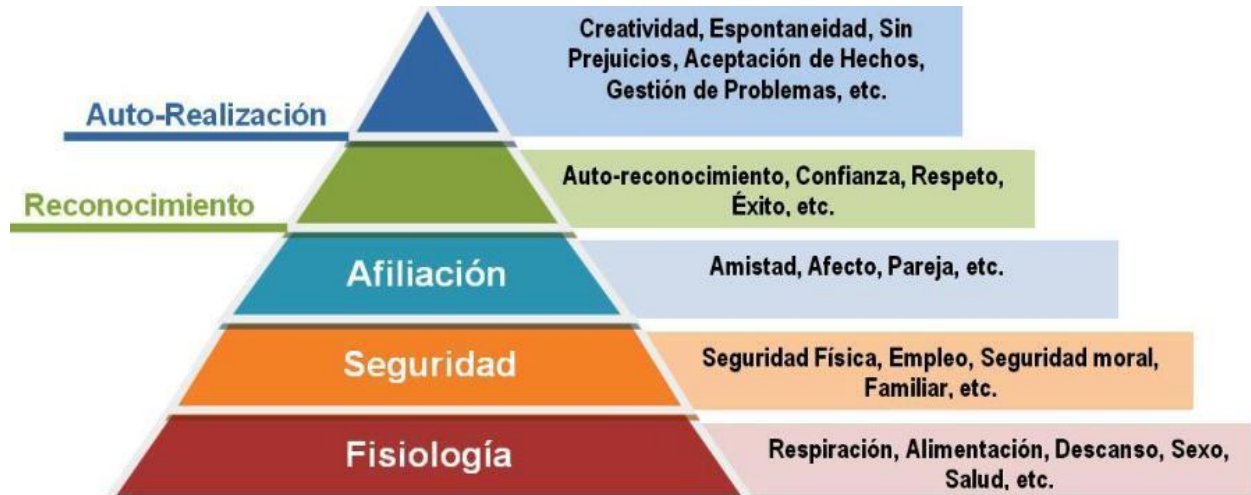 Creatividad, Espontaneidad, Sin
Prejuicios, Aceptación de Hechos,
Gestión de Problemas, etc.
Auto-Realización
Auto-reconocimiento, Confianza, Respeto,
Éxito, etc.
Reconocimiento
Afiliación
Amistad, Afecto, Pareja, etc.
Seguridad
Seguridad Física, Empleo, Seguridad moral,
Familiar, etc.
Fisiología
Respiración, Alimentación, Descanso, Sexo,
Salud, etc.